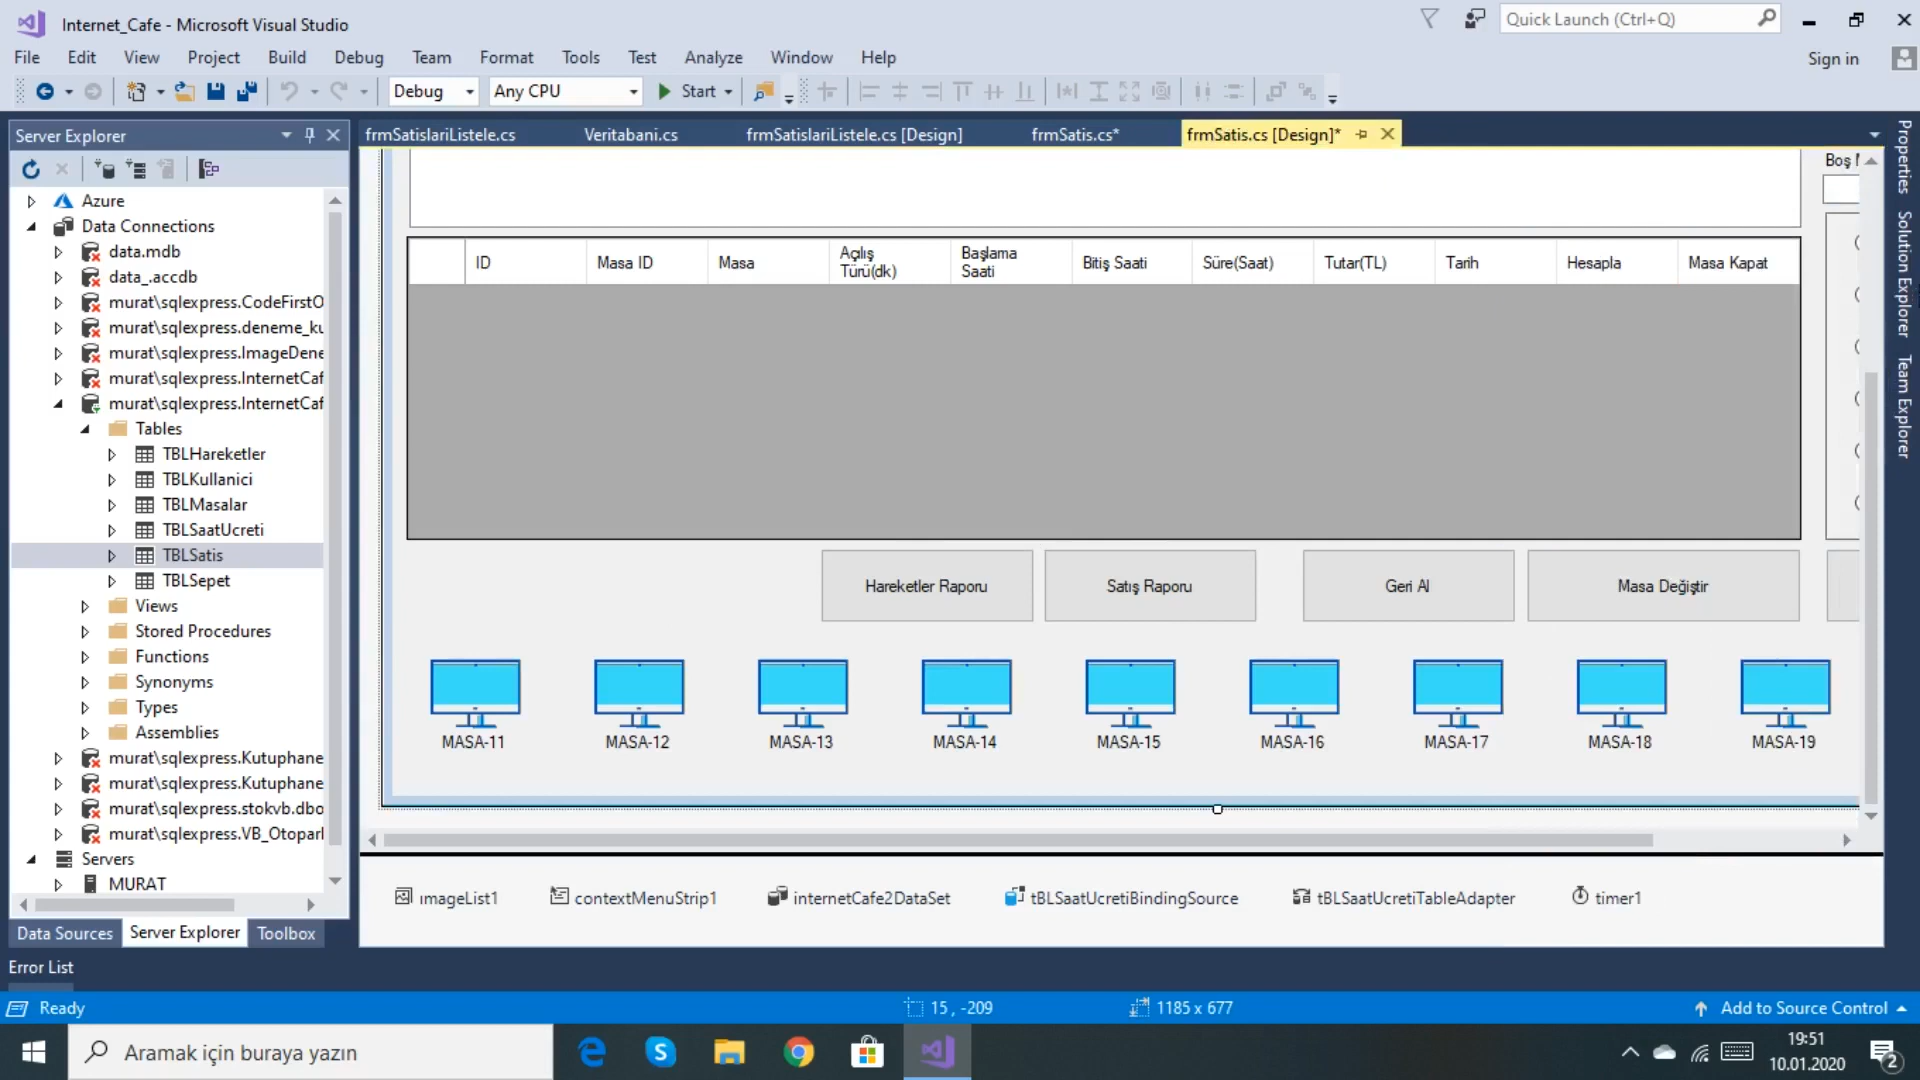 Internet_Cafe - Microsoft Visual Studio
Quick Launch (Ctrl+Q)
File Edit View Project Build Debug Team Format Tools Test Analyze Window Help
Sign in
Debug Any CPU Start
Server Explorer
frmSatislariListele.cs Veritabani.cs frmSatislariListele.cs [Design] frmSatis.cs* frmSatis.cs [Design]*
Properties
Solution Explorer
Team Explorer
Azure
Data Connections
data.mdb
data_.accdb
murat\sqlexpress.CodeFirstO
murat\sqlexpress.deneme_ku
murat\sqlexpress.ImageDene
murat\sqlexpress.InternetCaf
murat\sqlexpress.InternetCaf
Tables
TBLHareketler
TBLKullanici
TBLMasalar
TBLSaatUcreti
TBLSatis
TBLSepet
Views
Stored Procedures
Functions
Synonyms
Types
Assemblies
murat\sqlexpress.Kutuphane
murat\sqlexpress.Kutuphane
murat\sqlexpress.stokvb.dbo
murat\sqlexpress.VB_Otopark
Servers
MURAT
Data Sources Server Explorer Toolbox
Boş
ID Masa ID Masa Açılış Türü(dk) Başlama Saati Bitiş Saati Süre(Saat) Tutar(TL) Tarih Hesapla Masa Kapat
Hareketler Raporu Satış Raporu Geri Al Masa Değiştir
MASA-11 MASA-12 MASA-13 MASA-14 MASA-15 MASA-16 MASA-17 MASA-18 MASA-19
imageList1 contextMenuStrip1 internetCafe2DataSet tBLSaatUcretiBindingSource tBLSaatUcretiTableAdapter timer1
Error List
Ready 15 , -209 1185 x 677 Add to Source Control
Aramak için buraya yazın
19:51
10.01.2020
2